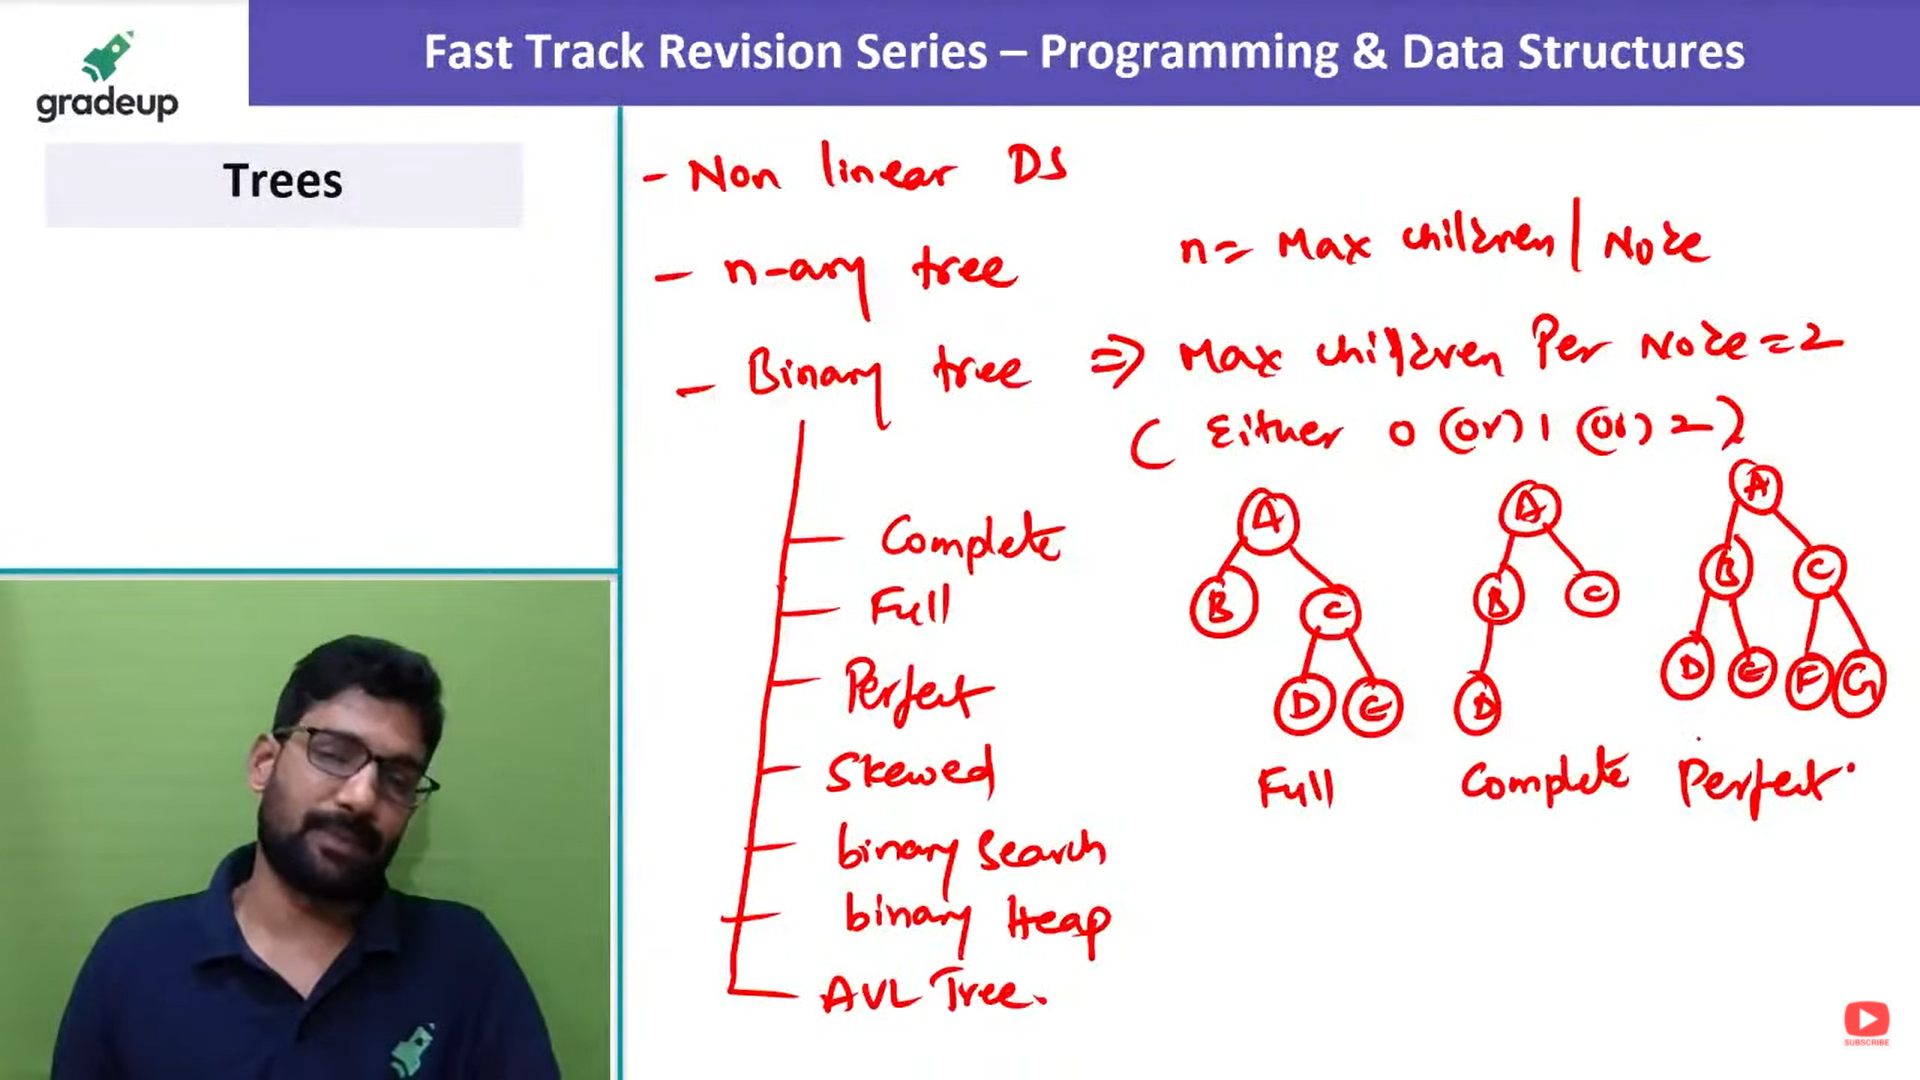 gradeup
Fast Track Revision Series – Programming & Data Structures
Trees
- Non linear DS
- n-ary tree n = Max children | Node
- Binary tree ⇒ Max children Per Node = 2
( Either 0 (or) 1 (or) 2 )
Complete
Full
Perfect
Skewed
binary Search
binary Heap
AVL Tree.
A
B C
D E
Full
A
B C
D
Complete
A
B C
D E F G
Perfect.
SUBSCRIBE